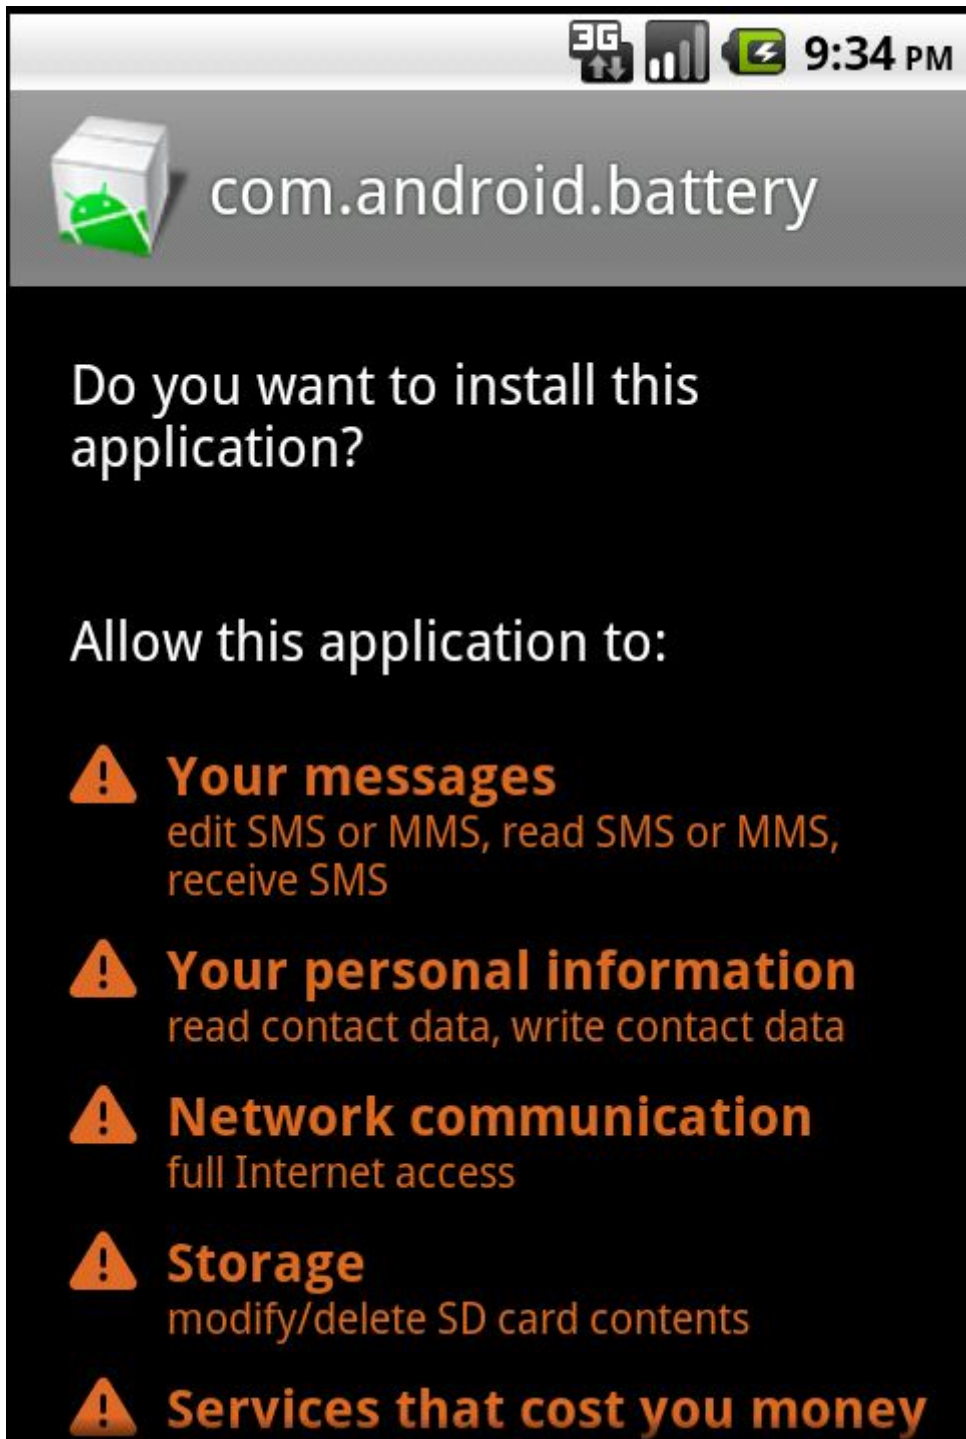 3G 9:34 PM
com.android.battery
Do you want to install this
application?
Allow this application to:
Your messages
edit SMS or MMS, read SMS or MMS,
receive SMS
Your personal information
read contact data, write contact data
Network communication
full Internet access
Storage
modify/delete SD card contents
Services that cost you money